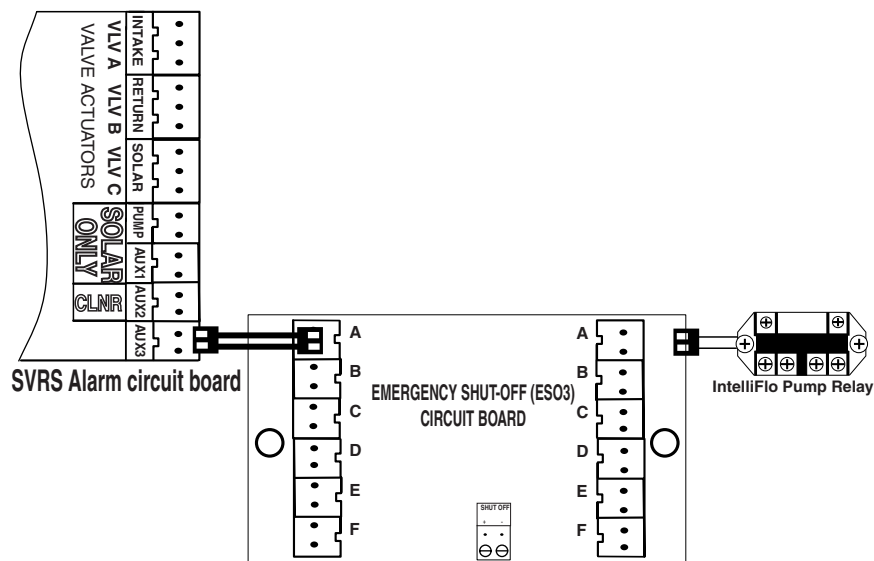 VLV A VLV B VLV C
VALVE ACTUATORS
INTAKE
RETURN
SOLAR
PUMP
AUX1
AUX2
AUX3
SOLAR
ONLY
CLNR
SVRS Alarm circuit board
A
B
C
D
E
F
EMERGENCY SHUT-OFF (ESO3)
CIRCUIT BOARD
SHUT OFF
+ -
A
B
C
D
E
F
IntelliFlo Pump Relay